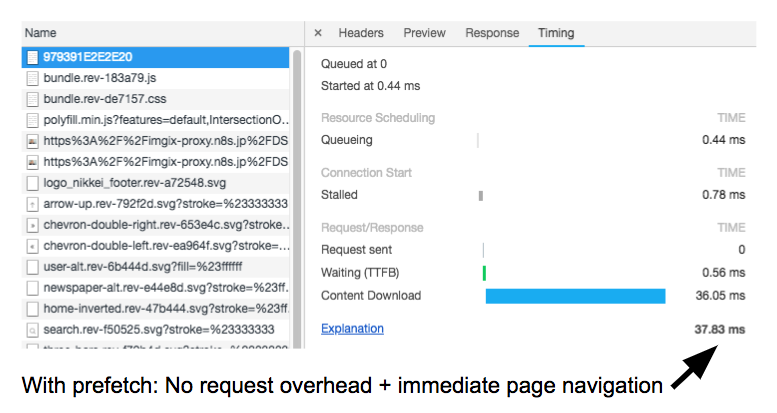 Name
979391E2E2E20
bundle.rev-183a79.js
bundle.rev-de7157.css
polyfill.min.js?features=default,IntersectionO...
https%3A%2F%2Fimgix-proxy.n8s.jp%2FDS
https%3A%2F%2Fimgix-proxy.n8s.jp%2FDS
logo_nikkei_footer.rev-a72548.svg
arrow-up.rev-792f2d.svg?stroke=%23333333
chevron-double-right.rev-653e4c.svg?stroke...
chevron-double-left.rev-ea964f.svg?stroke=...
user-alt.rev-6b444d.svg?fill=%23ffffff
newspaper-alt.rev-e44e8d.svg?stroke=%23ff..
home-inverted.rev-47b444.svg?stroke=%23ff...
search.rev-f50525.svg?stroke=%23333333
× Headers Preview Response Timing
Queued at 0
Started at 0.44 ms
Resource Scheduling TIME
Queueing 0.44 ms
Connection Start TIME
Stalled 0.78 ms
Request/Response TIME
Request sent 0
Waiting (TTFB) 0.56 ms
Content Download 36.05 ms
Explanation 37.83 ms
With prefetch: No request overhead + immediate page navigation